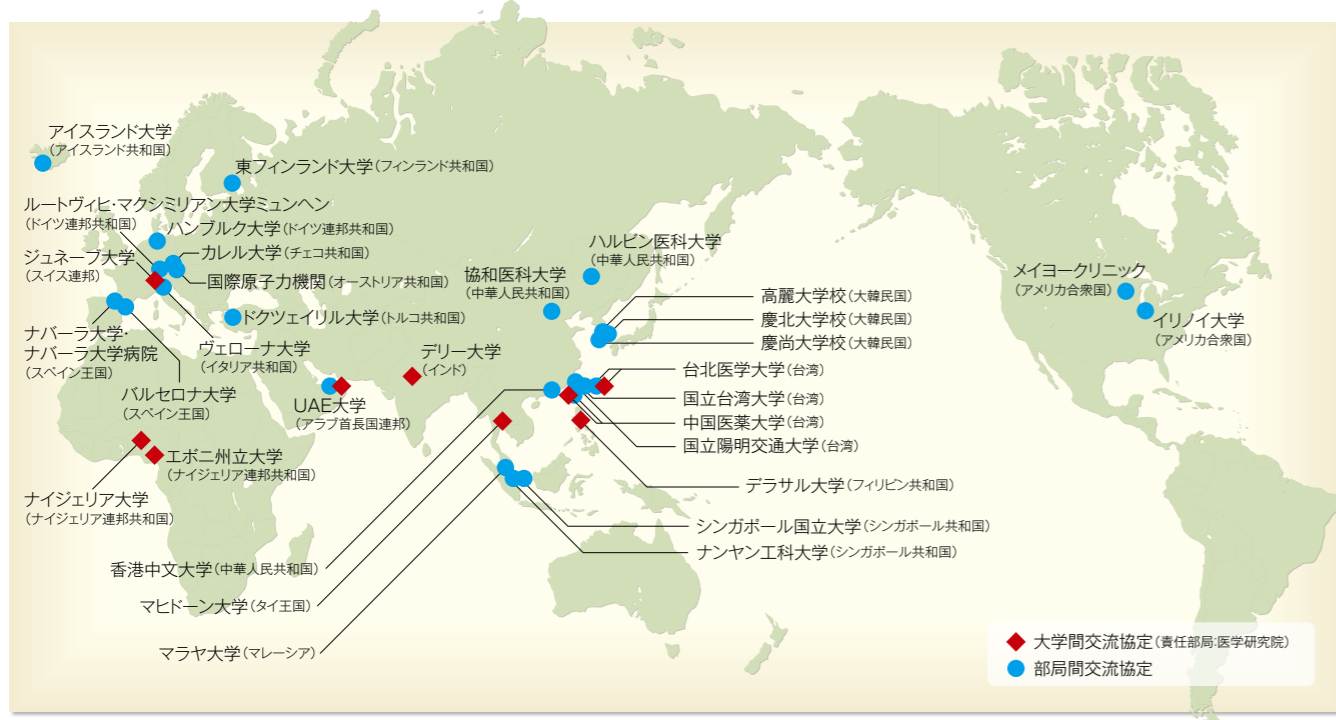 アイスランド大学
(アイスランド共和国)
東フィンランド大学(フィンランド共和国)
ルートヴィヒ・マクシミリアン大学ミュンヘン
(ドイツ連邦共和国)
ハンブルク大学(ドイツ連邦共和国)
カレル大学(チェコ共和国)
ジュネーブ大学
(スイス連邦)
国際原子力機関(オーストリア共和国)
ドクツェイリル大学(トルコ共和国)
ナバーラ大学・
ナバーラ大学病院
(スペイン王国)
ヴェローナ大学
(イタリア共和国)
バルセロナ大学
(スペイン王国)
UAE大学
(アラブ首長国連邦)
デリー大学
(インド)
エボニ州立大学
(ナイジェリア連邦共和国)
ナイジェリア大学
(ナイジェリア連邦共和国)
香港中文大学(中華人民共和国)
マヒドーン大学(タイ王国)
マラヤ大学(マレーシア)
ハルビン医科大学
(中華人民共和国)
協和医科大学
(中華人民共和国)
高麗大学校(大韓民国)
慶北大学校(大韓民国)
慶尚大学校(大韓民国)
台北医学大学(台湾)
国立台湾大学(台湾)
中国医薬大学(台湾)
国立陽明交通大学(台湾)
デラサル大学(フィリピン共和国)
シンガポール国立大学(シンガポール共和国)
ナンヤン工科大学(シンガポール共和国)
メイヨークリニック
(アメリカ合衆国)
イリノイ大学
(アメリカ合衆国)
大学間交流協定(責任部局:医学研究院)
部局間交流協定